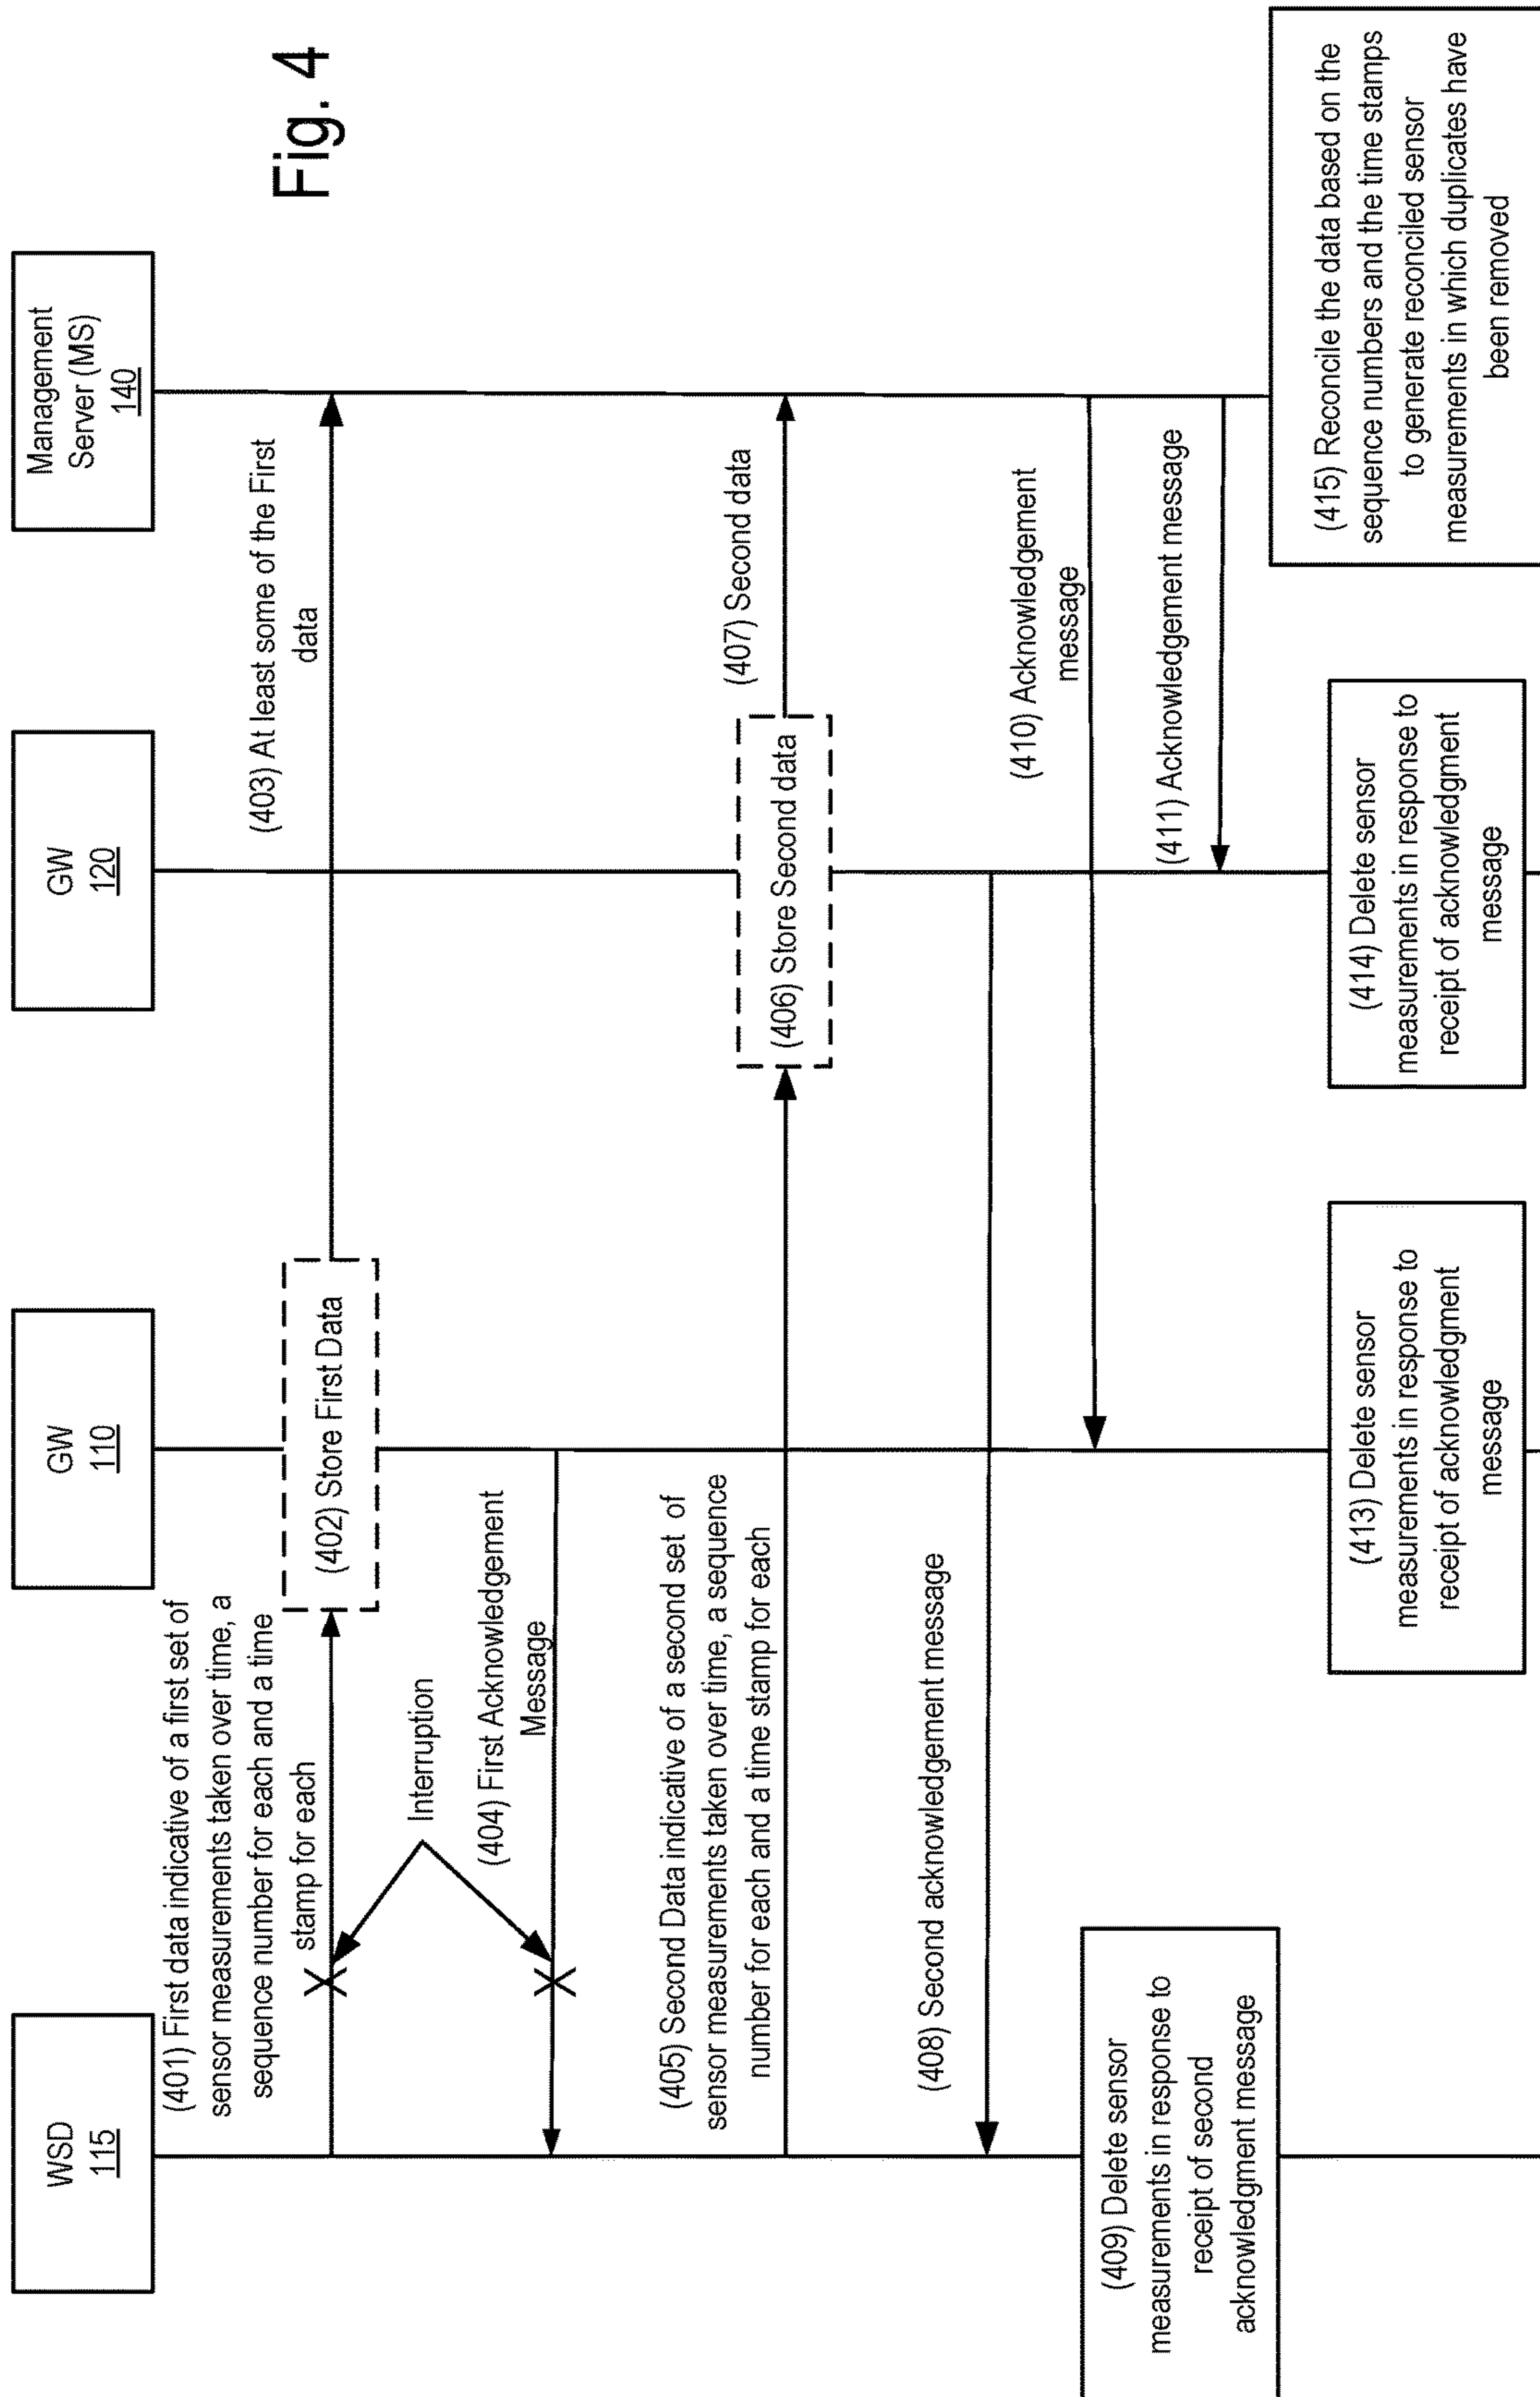 Fig. 4
WSD
115
GW
110
GW
120
Management
Server (MS)
140
(401) First data indicative of a first set of
sensor measurements taken over time, a
sequence number for each and a time
stamp for each
(402) Store First Data
(403) At least some of the First
data
Interruption
X
X
(404) First Acknowledgement
Message
(405) Second Data indicative of a second set of
sensor measurements taken over time, a sequence
number for each and a time stamp for each
(406) Store Second data
(407) Second data
(408) Second acknowledgement message
(409) Delete sensor
measurements in response to
receipt of second
acknowledgment message
(410) Acknowledgement
message
(411) Acknowledgement message
(413) Delete sensor
measurements in response to
receipt of acknowledgment
message
(414) Delete sensor
measurements in response to
receipt of acknowledgment
message
(415) Reconcile the data based on the
sequence numbers and the time stamps
to generate reconciled sensor
measurements in which duplicates have
been removed